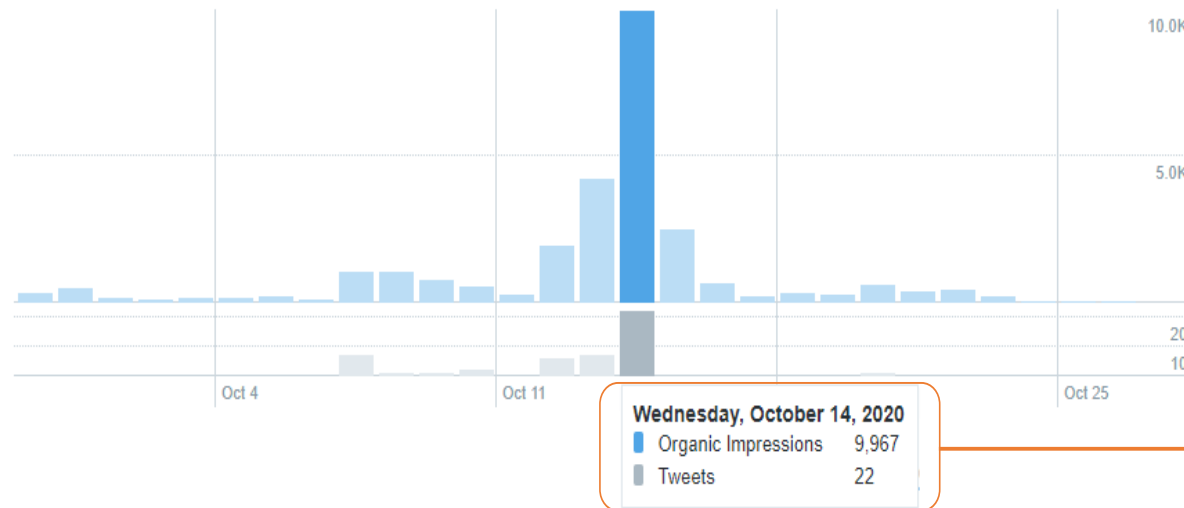 10.0K
5.0K
20
10
Oct 4
Oct 11
Oct 25
Wednesday, October 14, 2020
Organic Impressions 9,967
Tweets 22